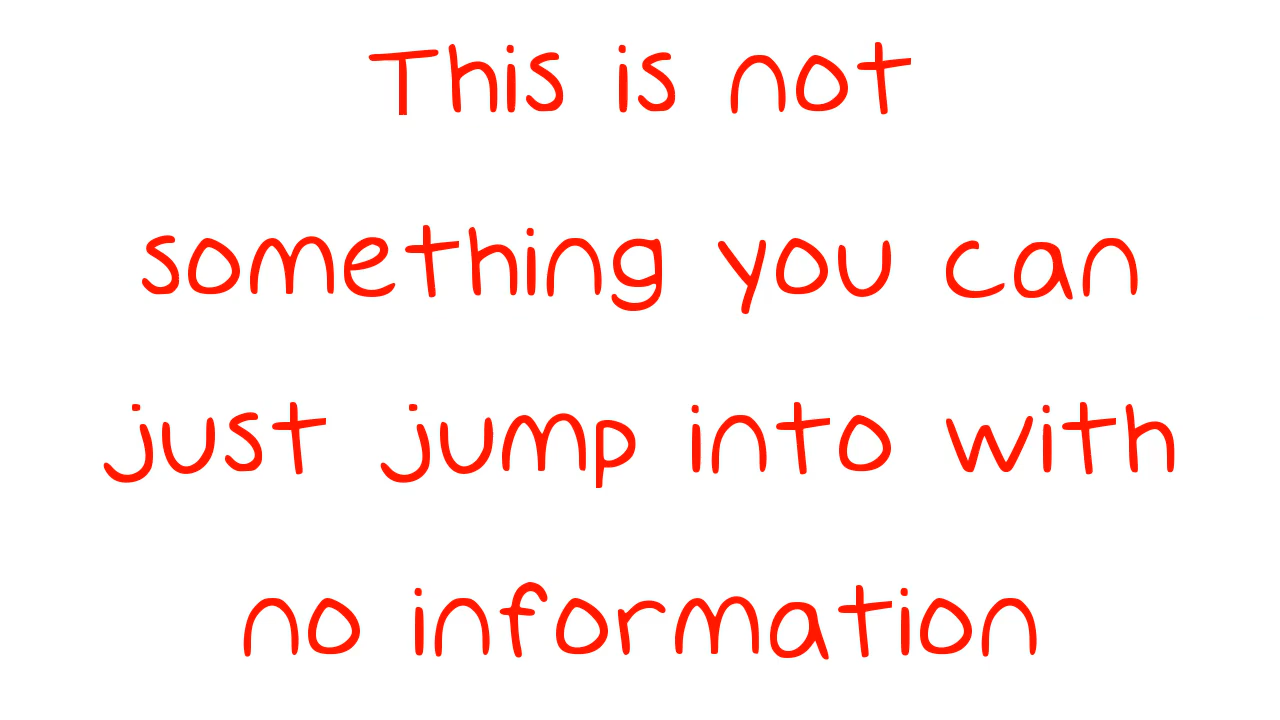 This is not
something you can
just jump into with
no information